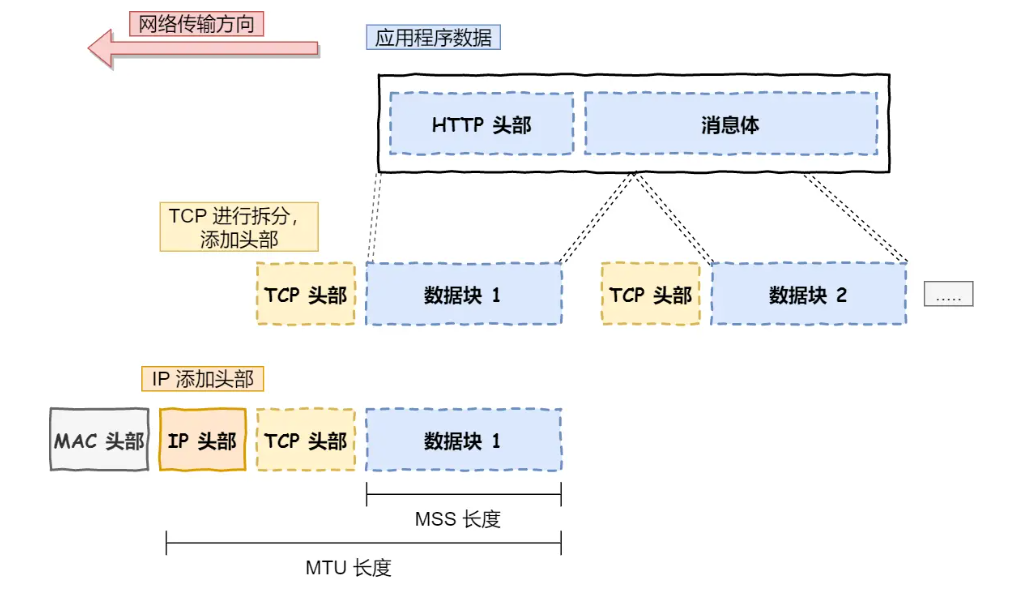 网络传输方向
应用程序数据
HTTP 头部
消息体
TCP 进行拆分，
添加头部
TCP 头部
数据块 1
TCP 头部
数据块 2
.....
IP 添加头部
MAC 头部
IP 头部
TCP 头部
数据块 1
MSS 长度
MTU 长度